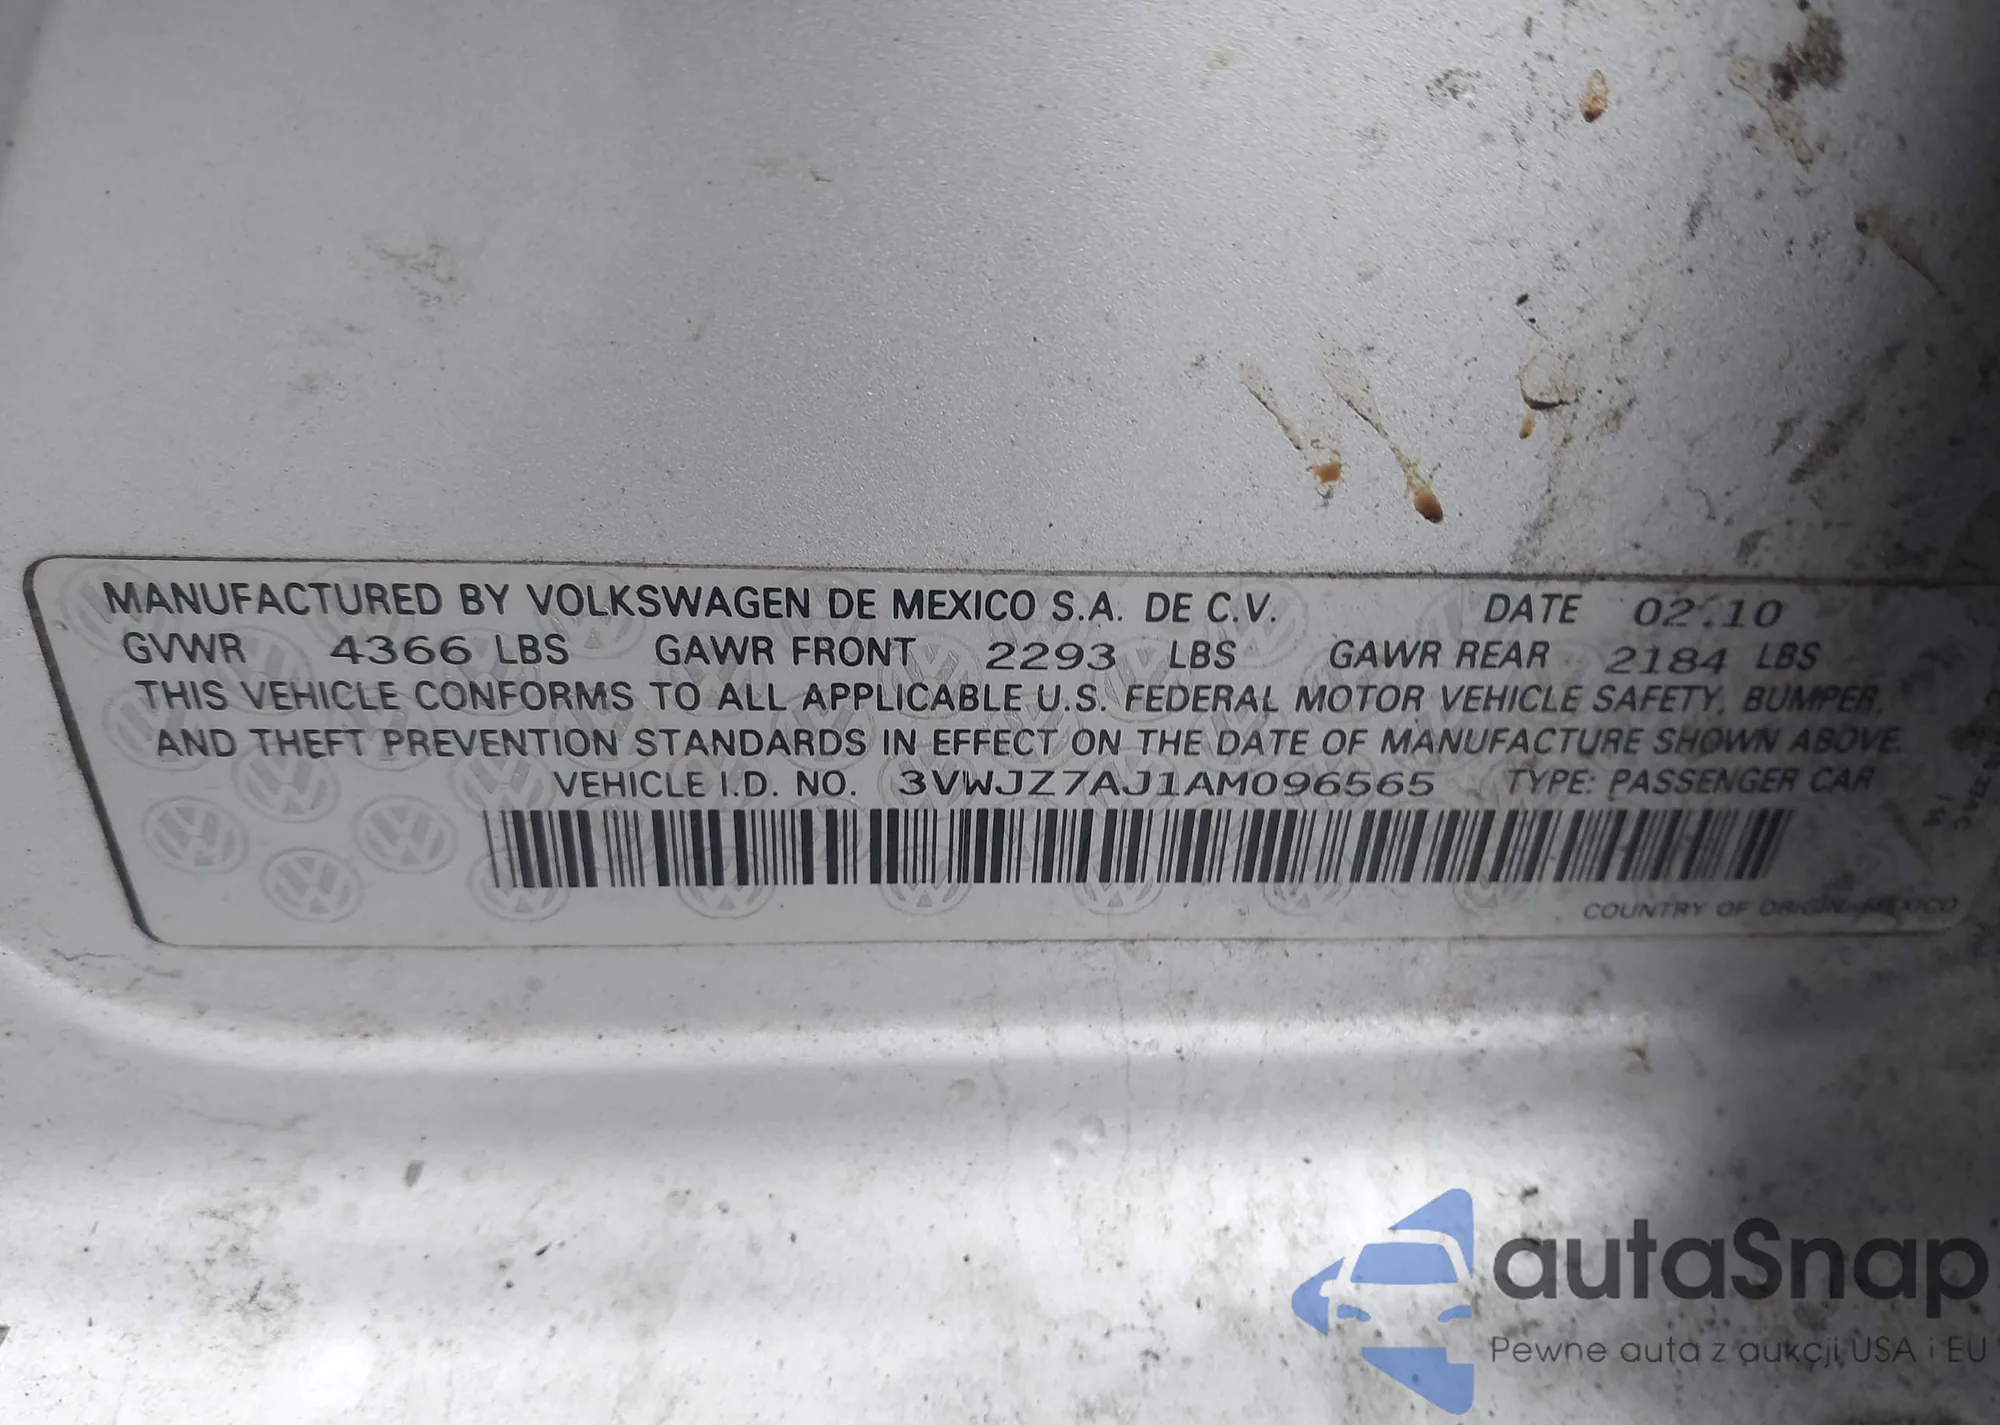 MANUFACTURED BY VOLKSWAGEN DE MEXICO S.A. DE C.V. DATE 02.10
GVWR 4366 LBS GAWR FRONT 2293 LBS GAWR REAR 2184 LBS
THIS VEHICLE CONFORMS TO ALL APPLICABLE U.S. FEDERAL MOTOR VEHICLE SAFETY, BUMPER,
AND THEFT PREVENTION STANDARDS IN EFFECT ON THE DATE OF MANUFACTURE SHOWN ABOVE.
VEHICLE I.D. NO. 3VWJZ7AJ1AM096565 TYPE: PASSENGER CAR
COUNTRY OF ORIGIN: MEXICO
autaSnap
Pewne auta z aukcji USA i EU